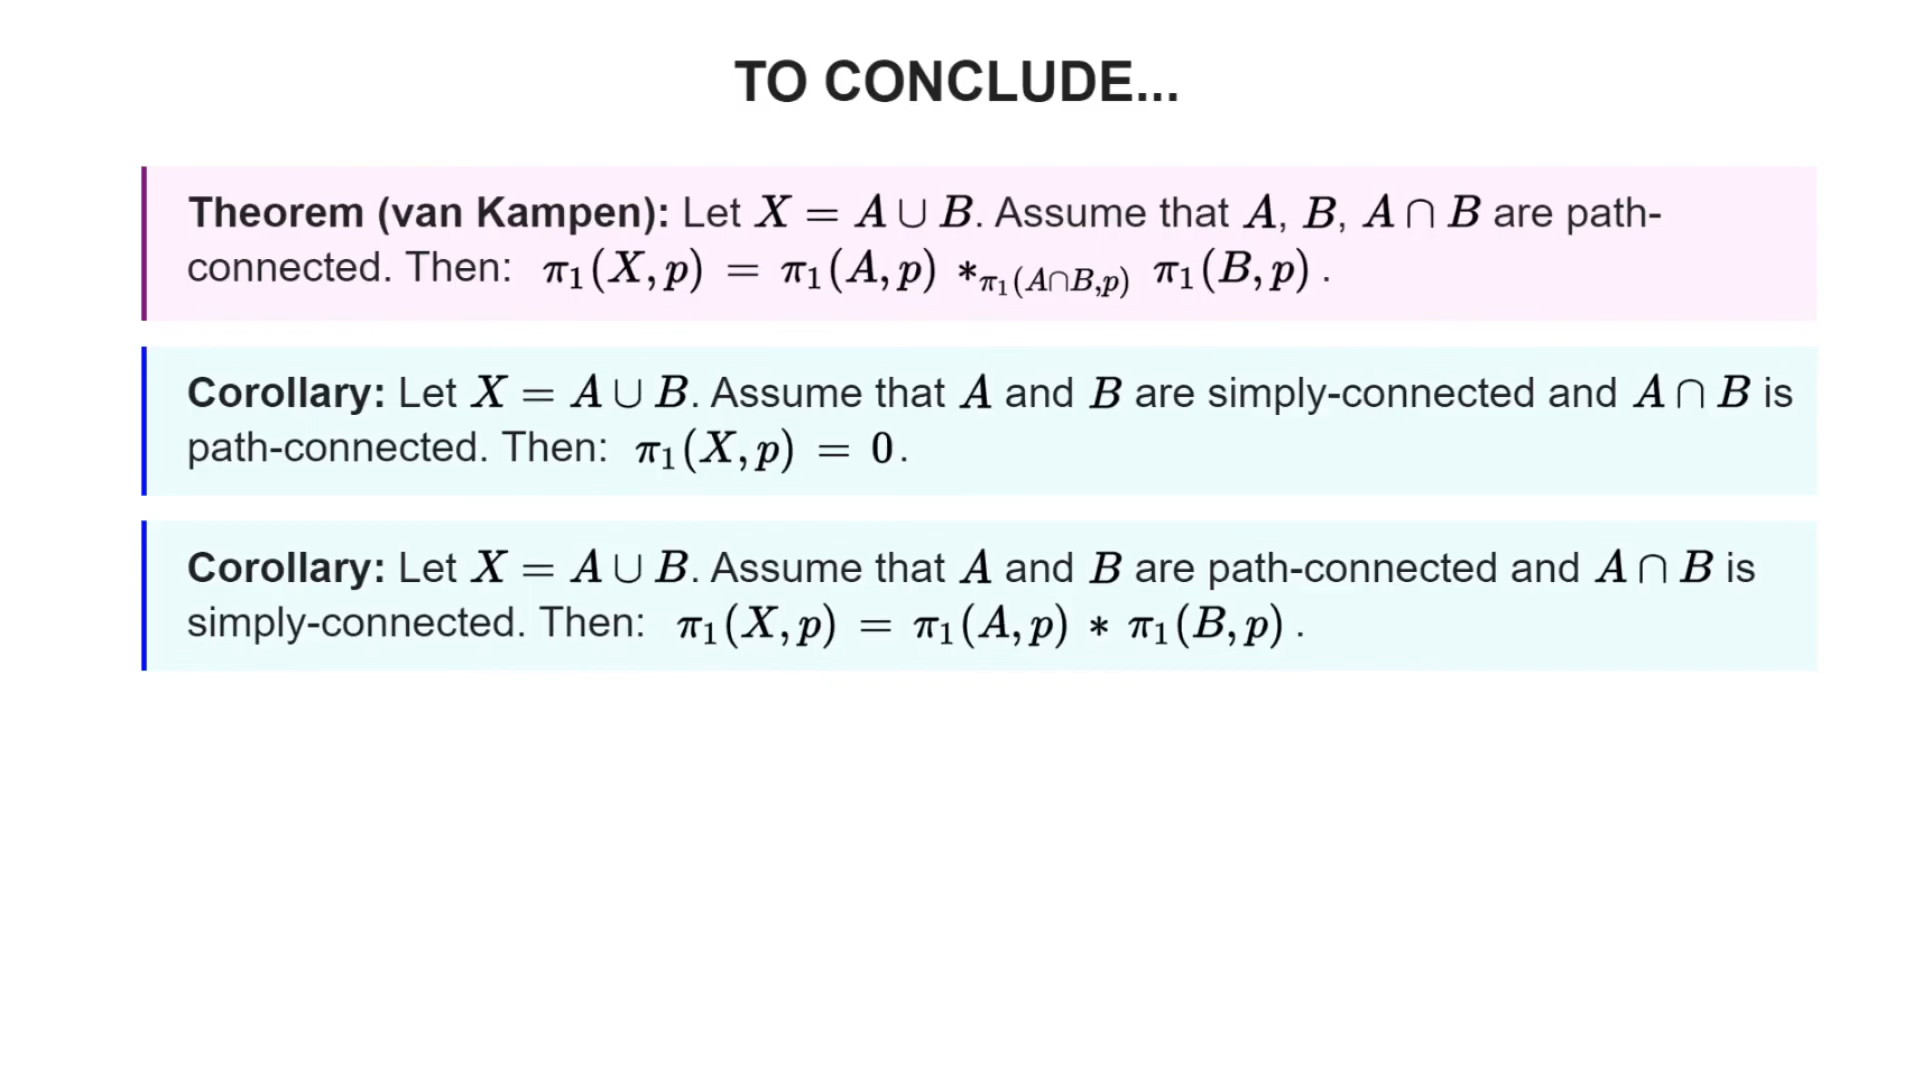 TO CONCLUDE...
Theorem (van Kampen): Let X = A ∪ B. Assume that A, B, A ∩ B are path-
connected. Then: π₁(X, p) = π₁(A, p) *_{π₁(A∩B,p)} π₁(B, p) .
Corollary: Let X = A ∪ B. Assume that A and B are simply-connected and A ∩ B is
path-connected. Then: π₁(X, p) = 0 .
Corollary: Let X = A ∪ B. Assume that A and B are path-connected and A ∩ B is
simply-connected. Then: π₁(X, p) = π₁(A, p) * π₁(B, p) .